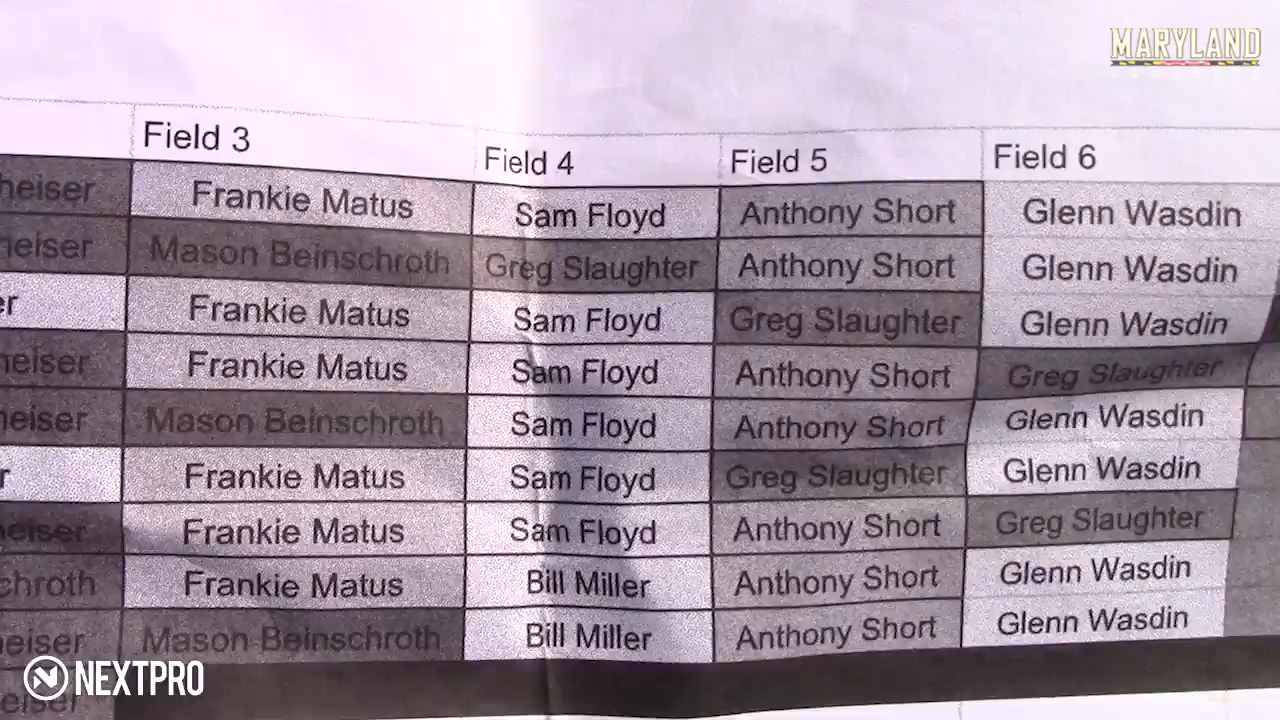 MARYLAND
Field 3 Field 4 Field 5 Field 6
heiser Frankie Matus Sam Floyd Anthony Short Glenn Wasdin
heiser Mason Beinschroth Greg Slaughter Anthony Short Glenn Wasdin
er Frankie Matus Sam Floyd Greg Slaughter Glenn Wasdin
heiser Frankie Matus Sam Floyd Anthony Short Greg Slaughter
heiser Mason Beinschroth Sam Floyd Anthony Short Glenn Wasdin
r Frankie Matus Sam Floyd Greg Slaughter Glenn Wasdin
heiser Frankie Matus Sam Floyd Anthony Short Greg Slaughter
chroth Frankie Matus Bill Miller Anthony Short Glenn Wasdin
heiser Mason Beinschroth Bill Miller Anthony Short Glenn Wasdin
NEXTPRO
eiser